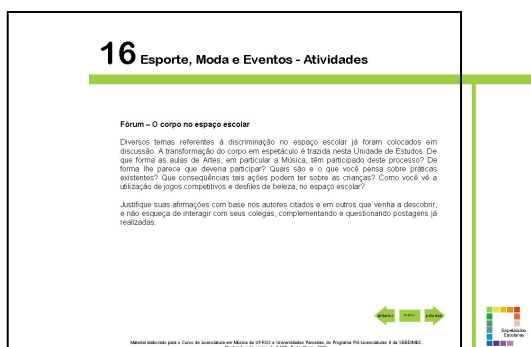 16 Esporte, Moda e Eventos - Atividades
Fórum – O corpo no espaço escolar
Diversos temas referentes à discriminação no espaço escolar já foram colocados em
discussão. A transformação do corpo em espetáculo é trazida nesta Unidade de Estudos. De
que forma as aulas de Artes, em particular a Música, têm participado deste processo? De
forma lhe parece que deveria participar? Quais são e o que você pensa sobre práticas
existentes? Que conseqüências tais ações podem ter sobre as crianças? Como você vê a
utilização de jogos competitivos e desfiles de beleza, no espaço escolar?
Justifique suas afirmações com base nos autores citados e em outros que venha a descobrir,
e não esqueça de interagir com seus colegas, complementando e questionando postagens já
realizadas.
anterior
próxima
Espetáculos
Escolares
Material elaborado para o Curso de Licenciatura em Música da UFRGS e Universidades Parceiras, do Programa Pró-Licenciaturas II da SEED/MEC.